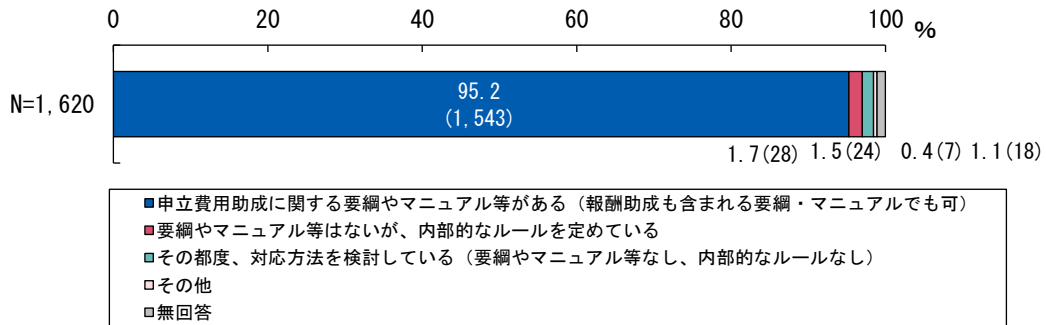 0 20 40 60 80 100 %
N=1,620
95.2
(1,543)
1.7(28) 1.5(24) 0.4(7) 1.1(18)
申立費用助成に関する要綱やマニュアル等がある（報酬助成も含まれる要綱・マニュアルでも可）
要綱やマニュアル等はないが、内部的なルールを定めている
その都度、対応方法を検討している（要綱やマニュアル等なし、内部的なルールなし）
その他
無回答